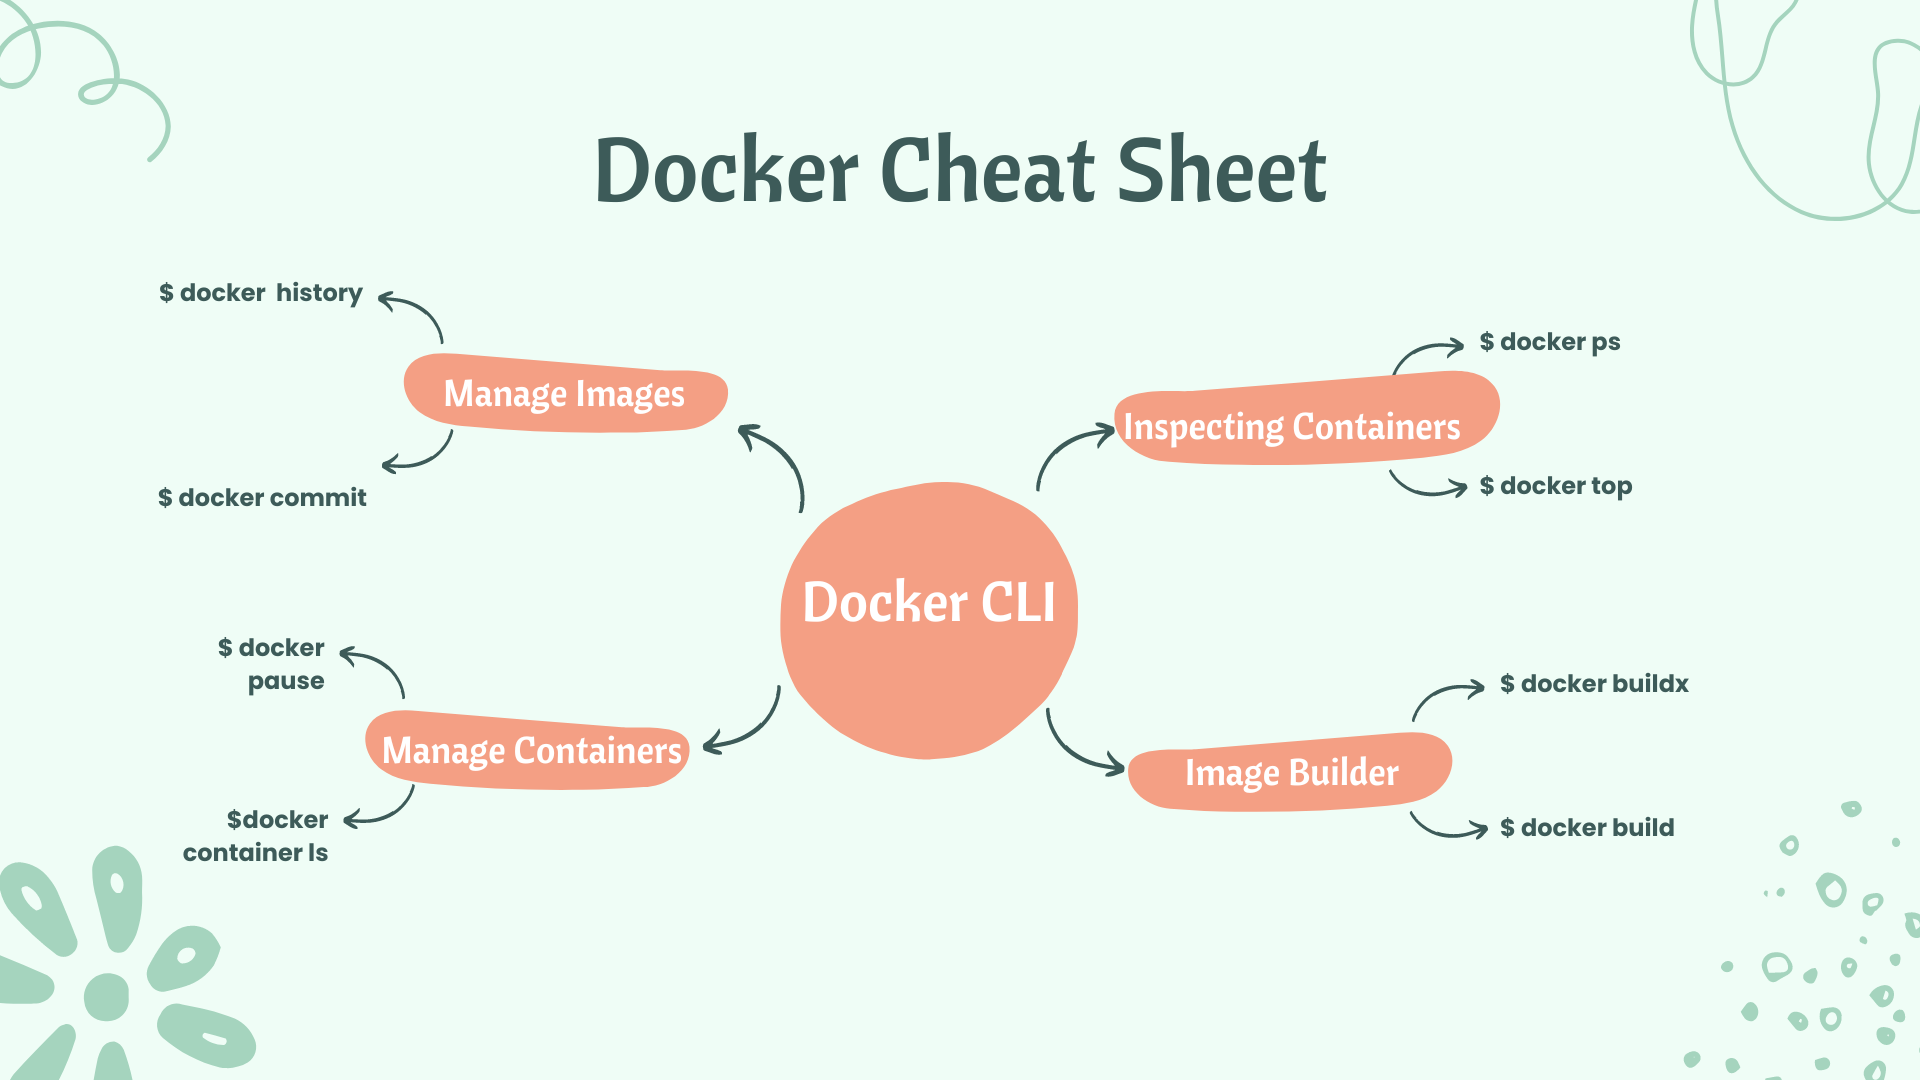 Docker Cheat Sheet
$ docker  history
Manage Images
$ docker commit
$ docker ps
Inspecting Containers
$ docker top
Docker CLI
$ docker
pause
Manage Containers
$docker
container ls
$ docker buildx
Image Builder
$ docker build